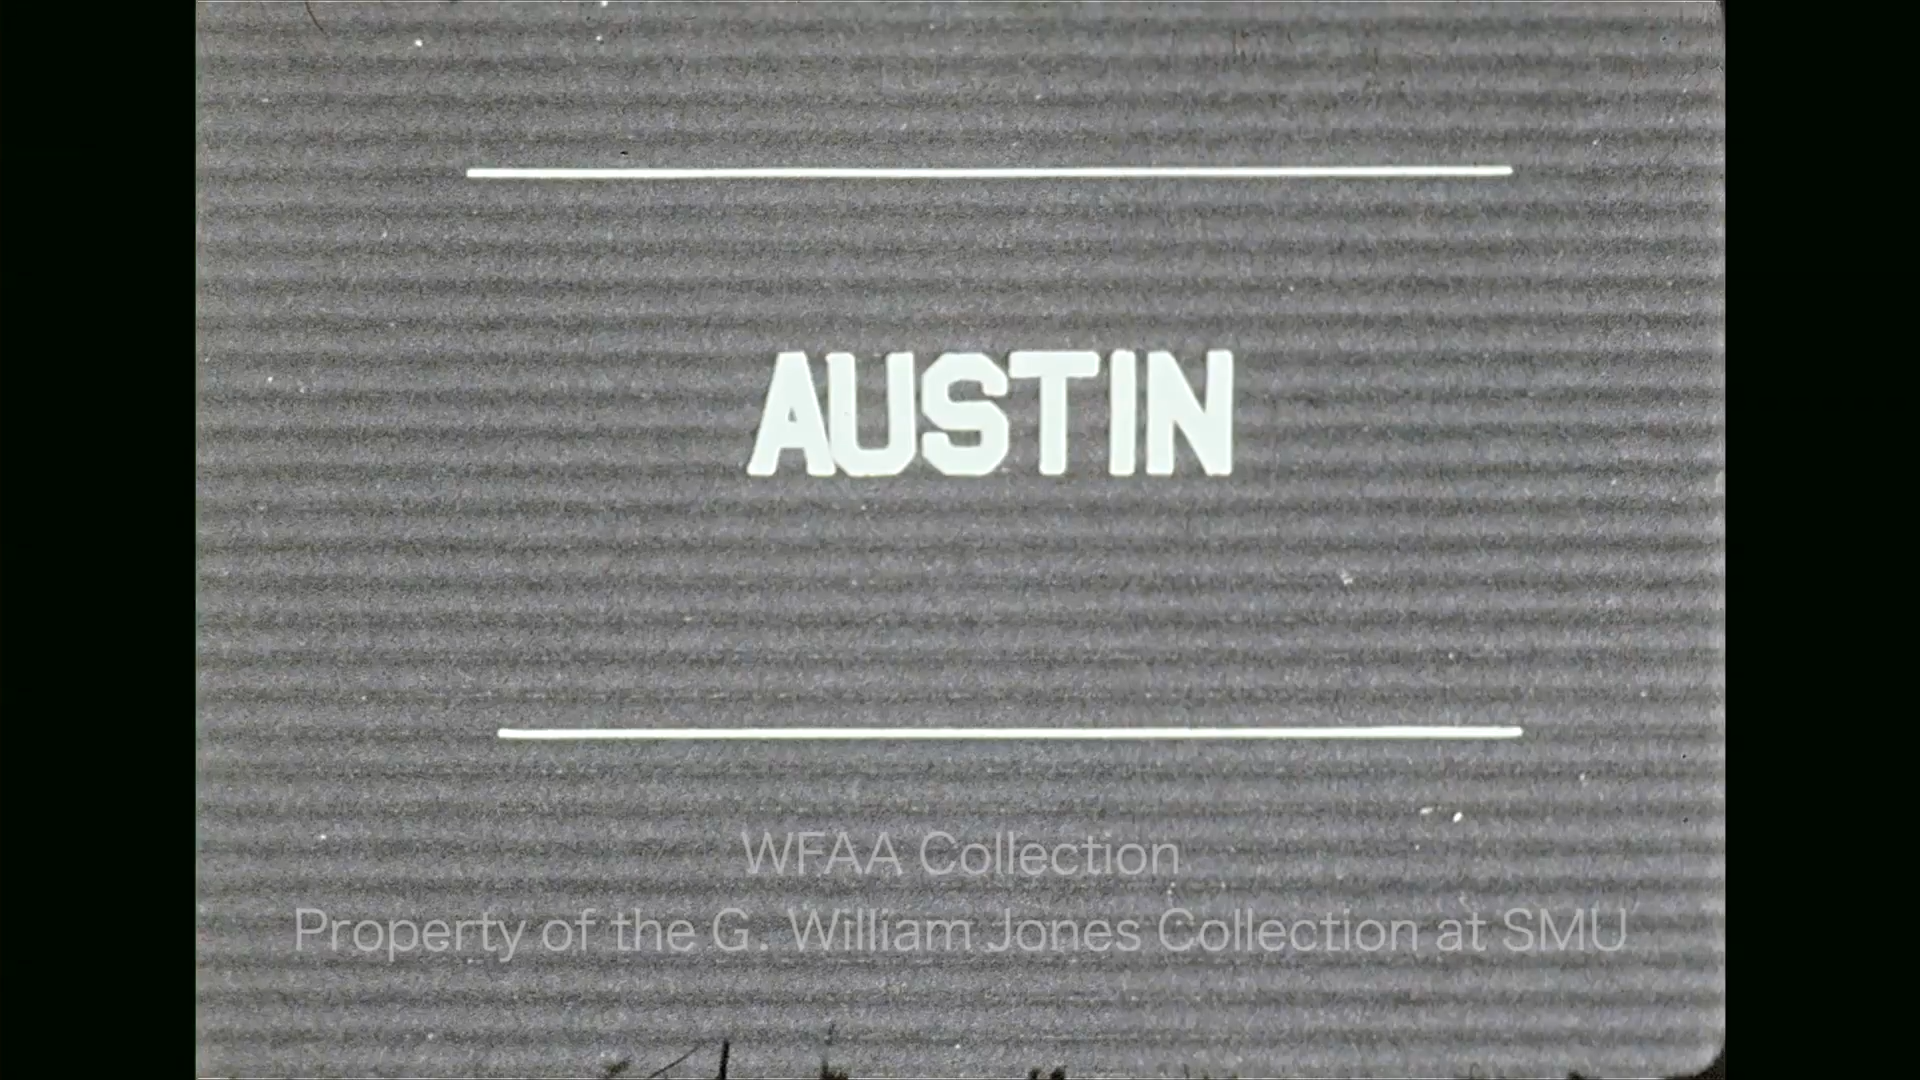 AUSTIN
WFAA Collection
Property of the G. William Jones Collection at SMU